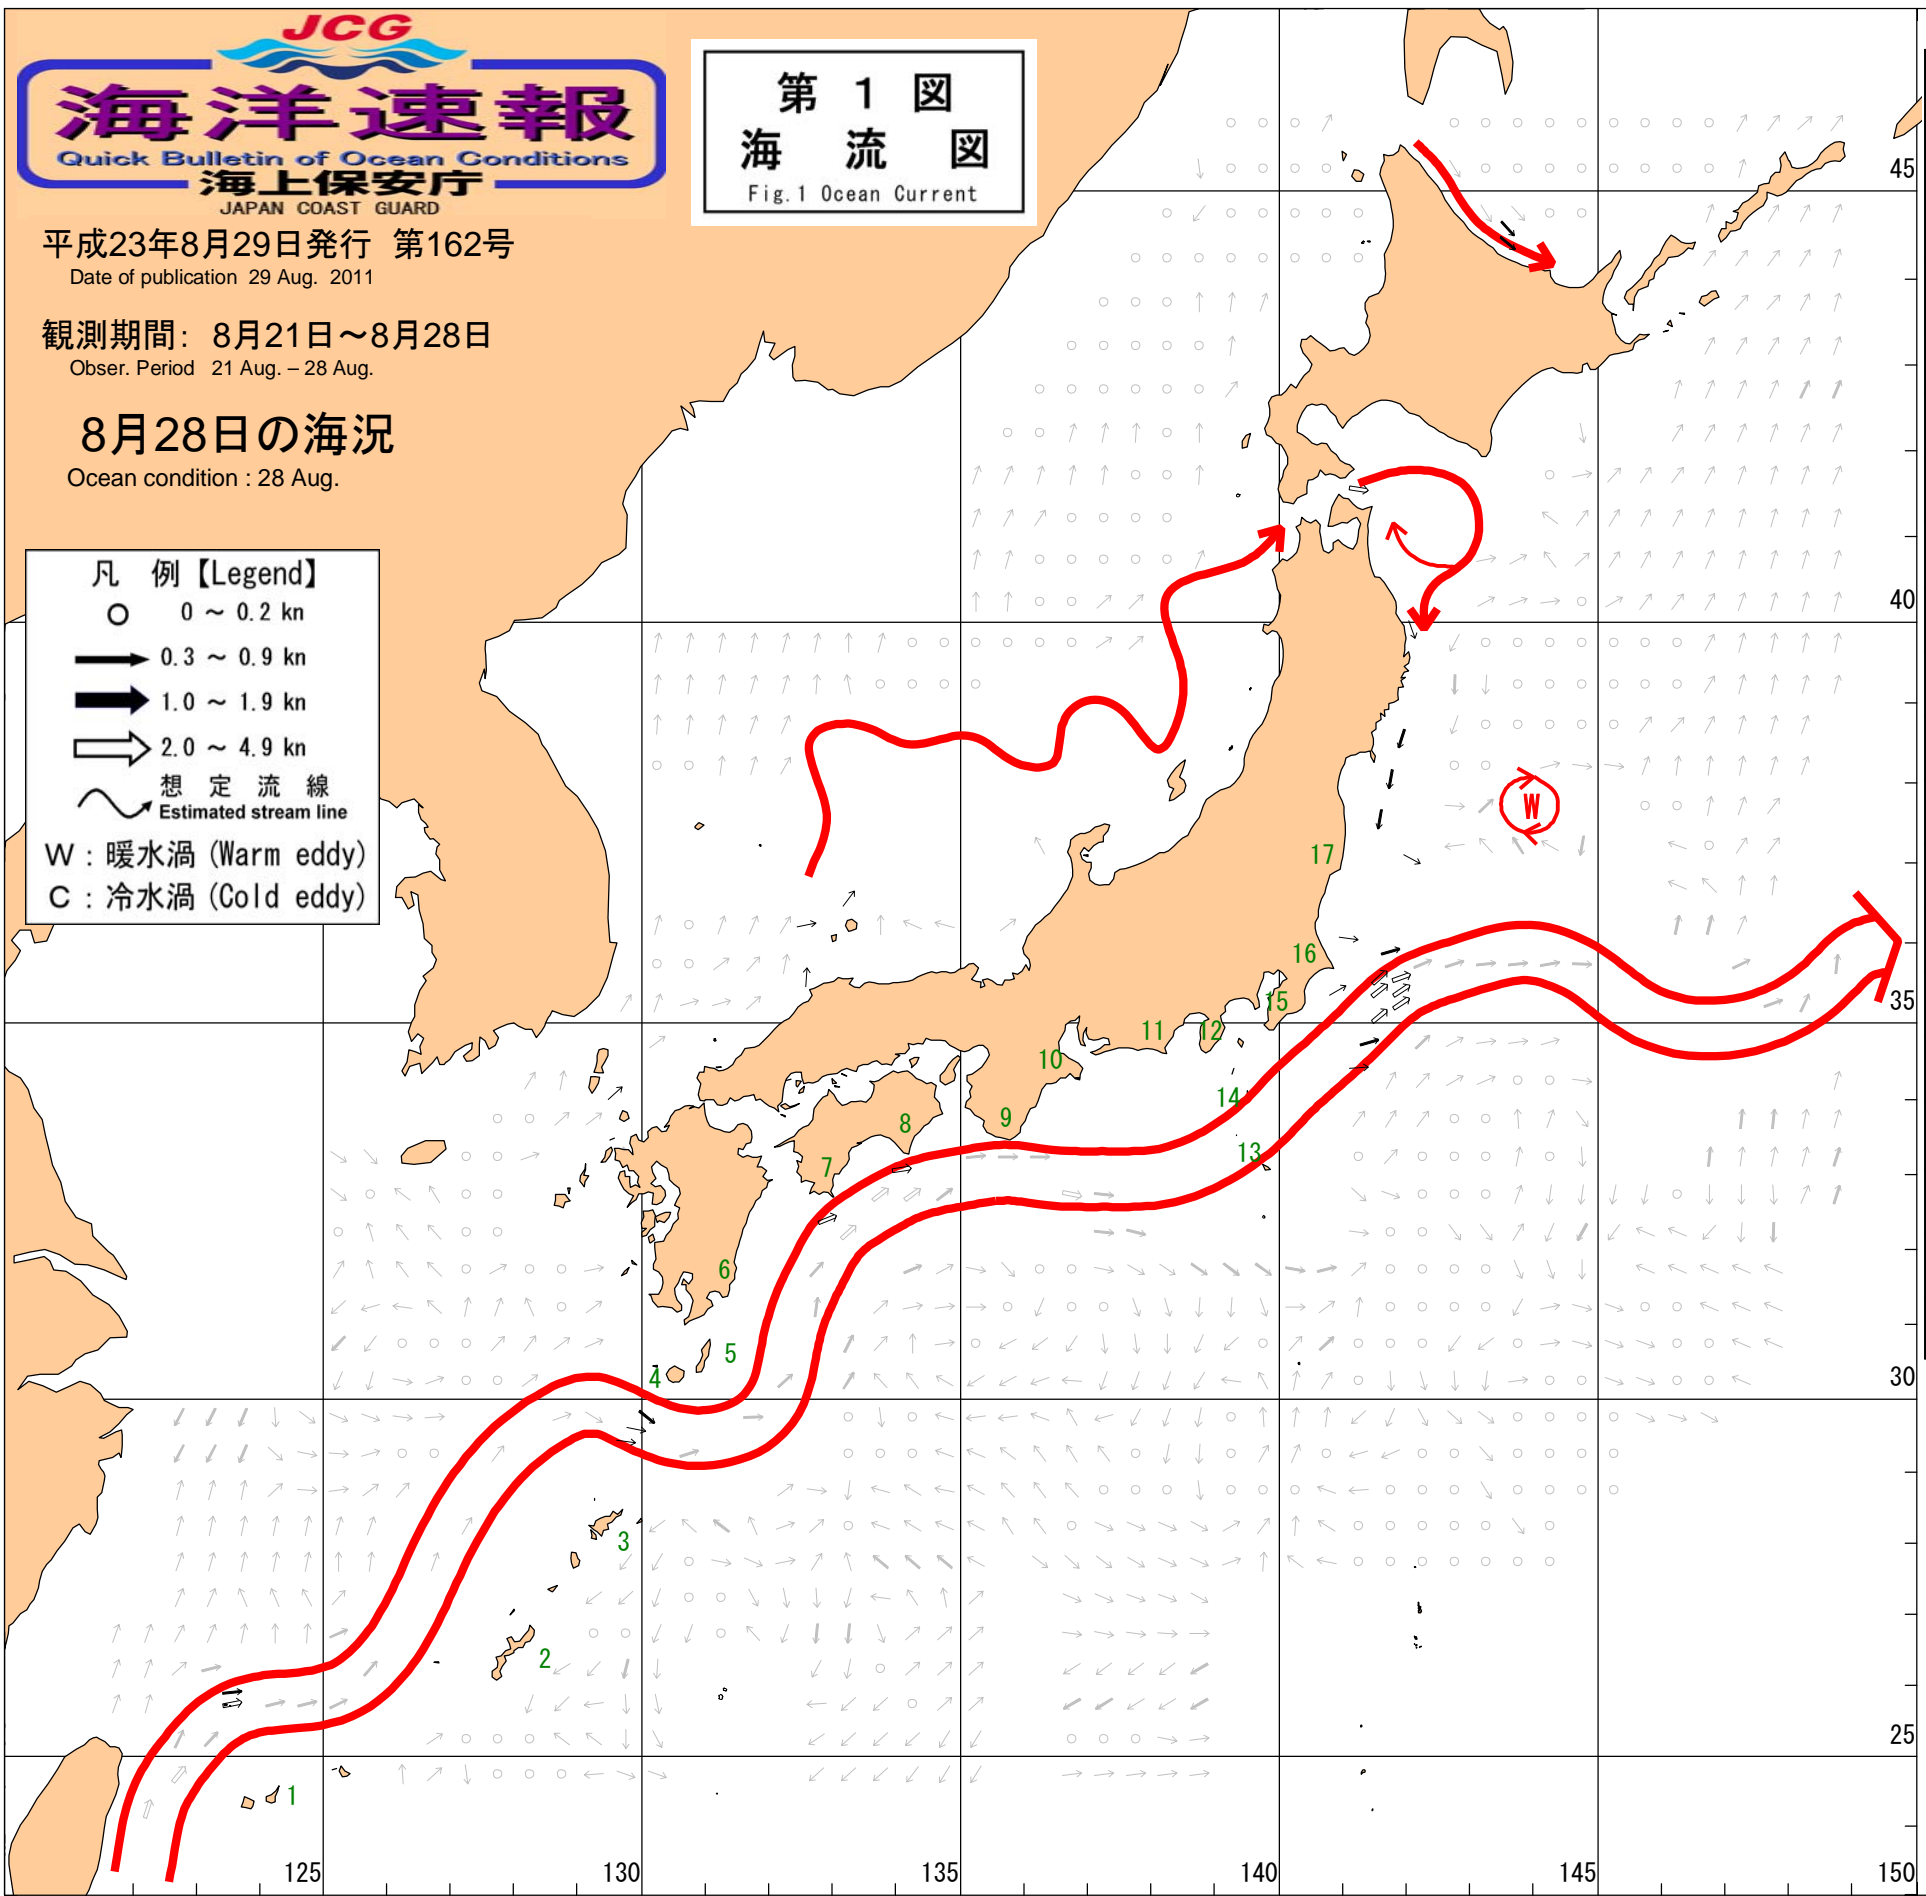 JCG
海洋速報
Quick Bulletin of Ocean Conditions
海上保安庁
JAPAN COAST GUARD
第 1 図
海 流 図
Fig.1 Ocean Current
平成23年8月29日発行 第162号
Date of publication 29 Aug. 2011
観測期間: 8月21日～8月28日
Obser. Period 21 Aug. – 28 Aug.
8月28日の海況
Ocean condition : 28 Aug.
凡 例【Legend】
0 ～ 0.2 kn
0.3 ～ 0.9 kn
1.0 ～ 1.9 kn
2.0 ～ 4.9 kn
想 定 流 線
Estimated stream line
W : 暖水渦 (Warm eddy)
C : 冷水渦 (Cold eddy)
45
40
W
17
16
35
15
12
11
10
14
9
8
13
7
6
5
4
30
3
2
25
1
125
130
135
140
145
150